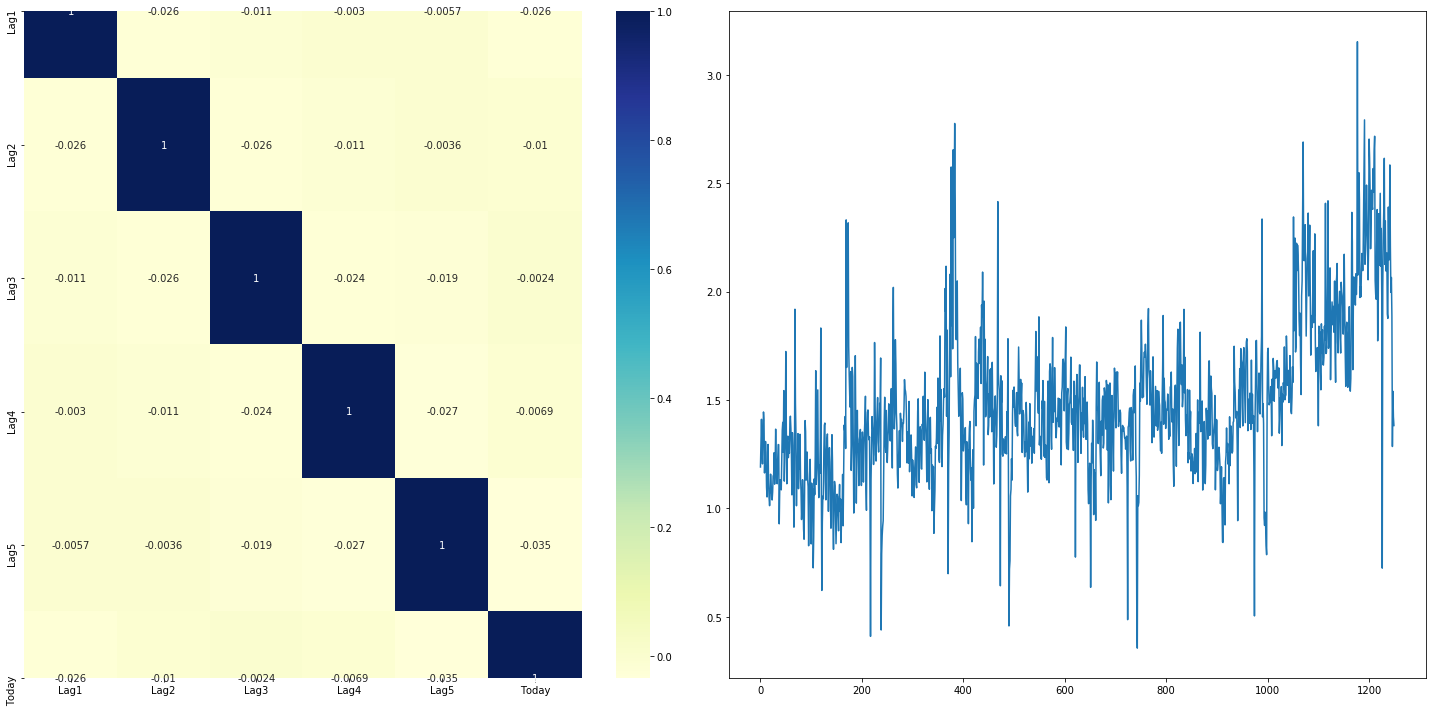 Lag1 1 -0.026 -0.011 -0.003 -0.0057 -0.026
Lag2 -0.026 1 -0.026 -0.011 -0.0036 -0.01
Lag3 -0.011 -0.026 1 -0.024 -0.019 -0.0024
Lag4 -0.003 -0.011 -0.024 1 -0.027 -0.0069
Lag5 -0.0057 -0.0036 -0.019 -0.027 1 -0.035
Today -0.026 -0.01 -0.0024 -0.0069 -0.035 1
Lag1 Lag2 Lag3 Lag4 Lag5 Today
1.0
0.8
0.6
0.4
0.2
0.0
3.0
2.5
2.0
1.5
1.0
0.5
0 200 400 600 800 1000 1200